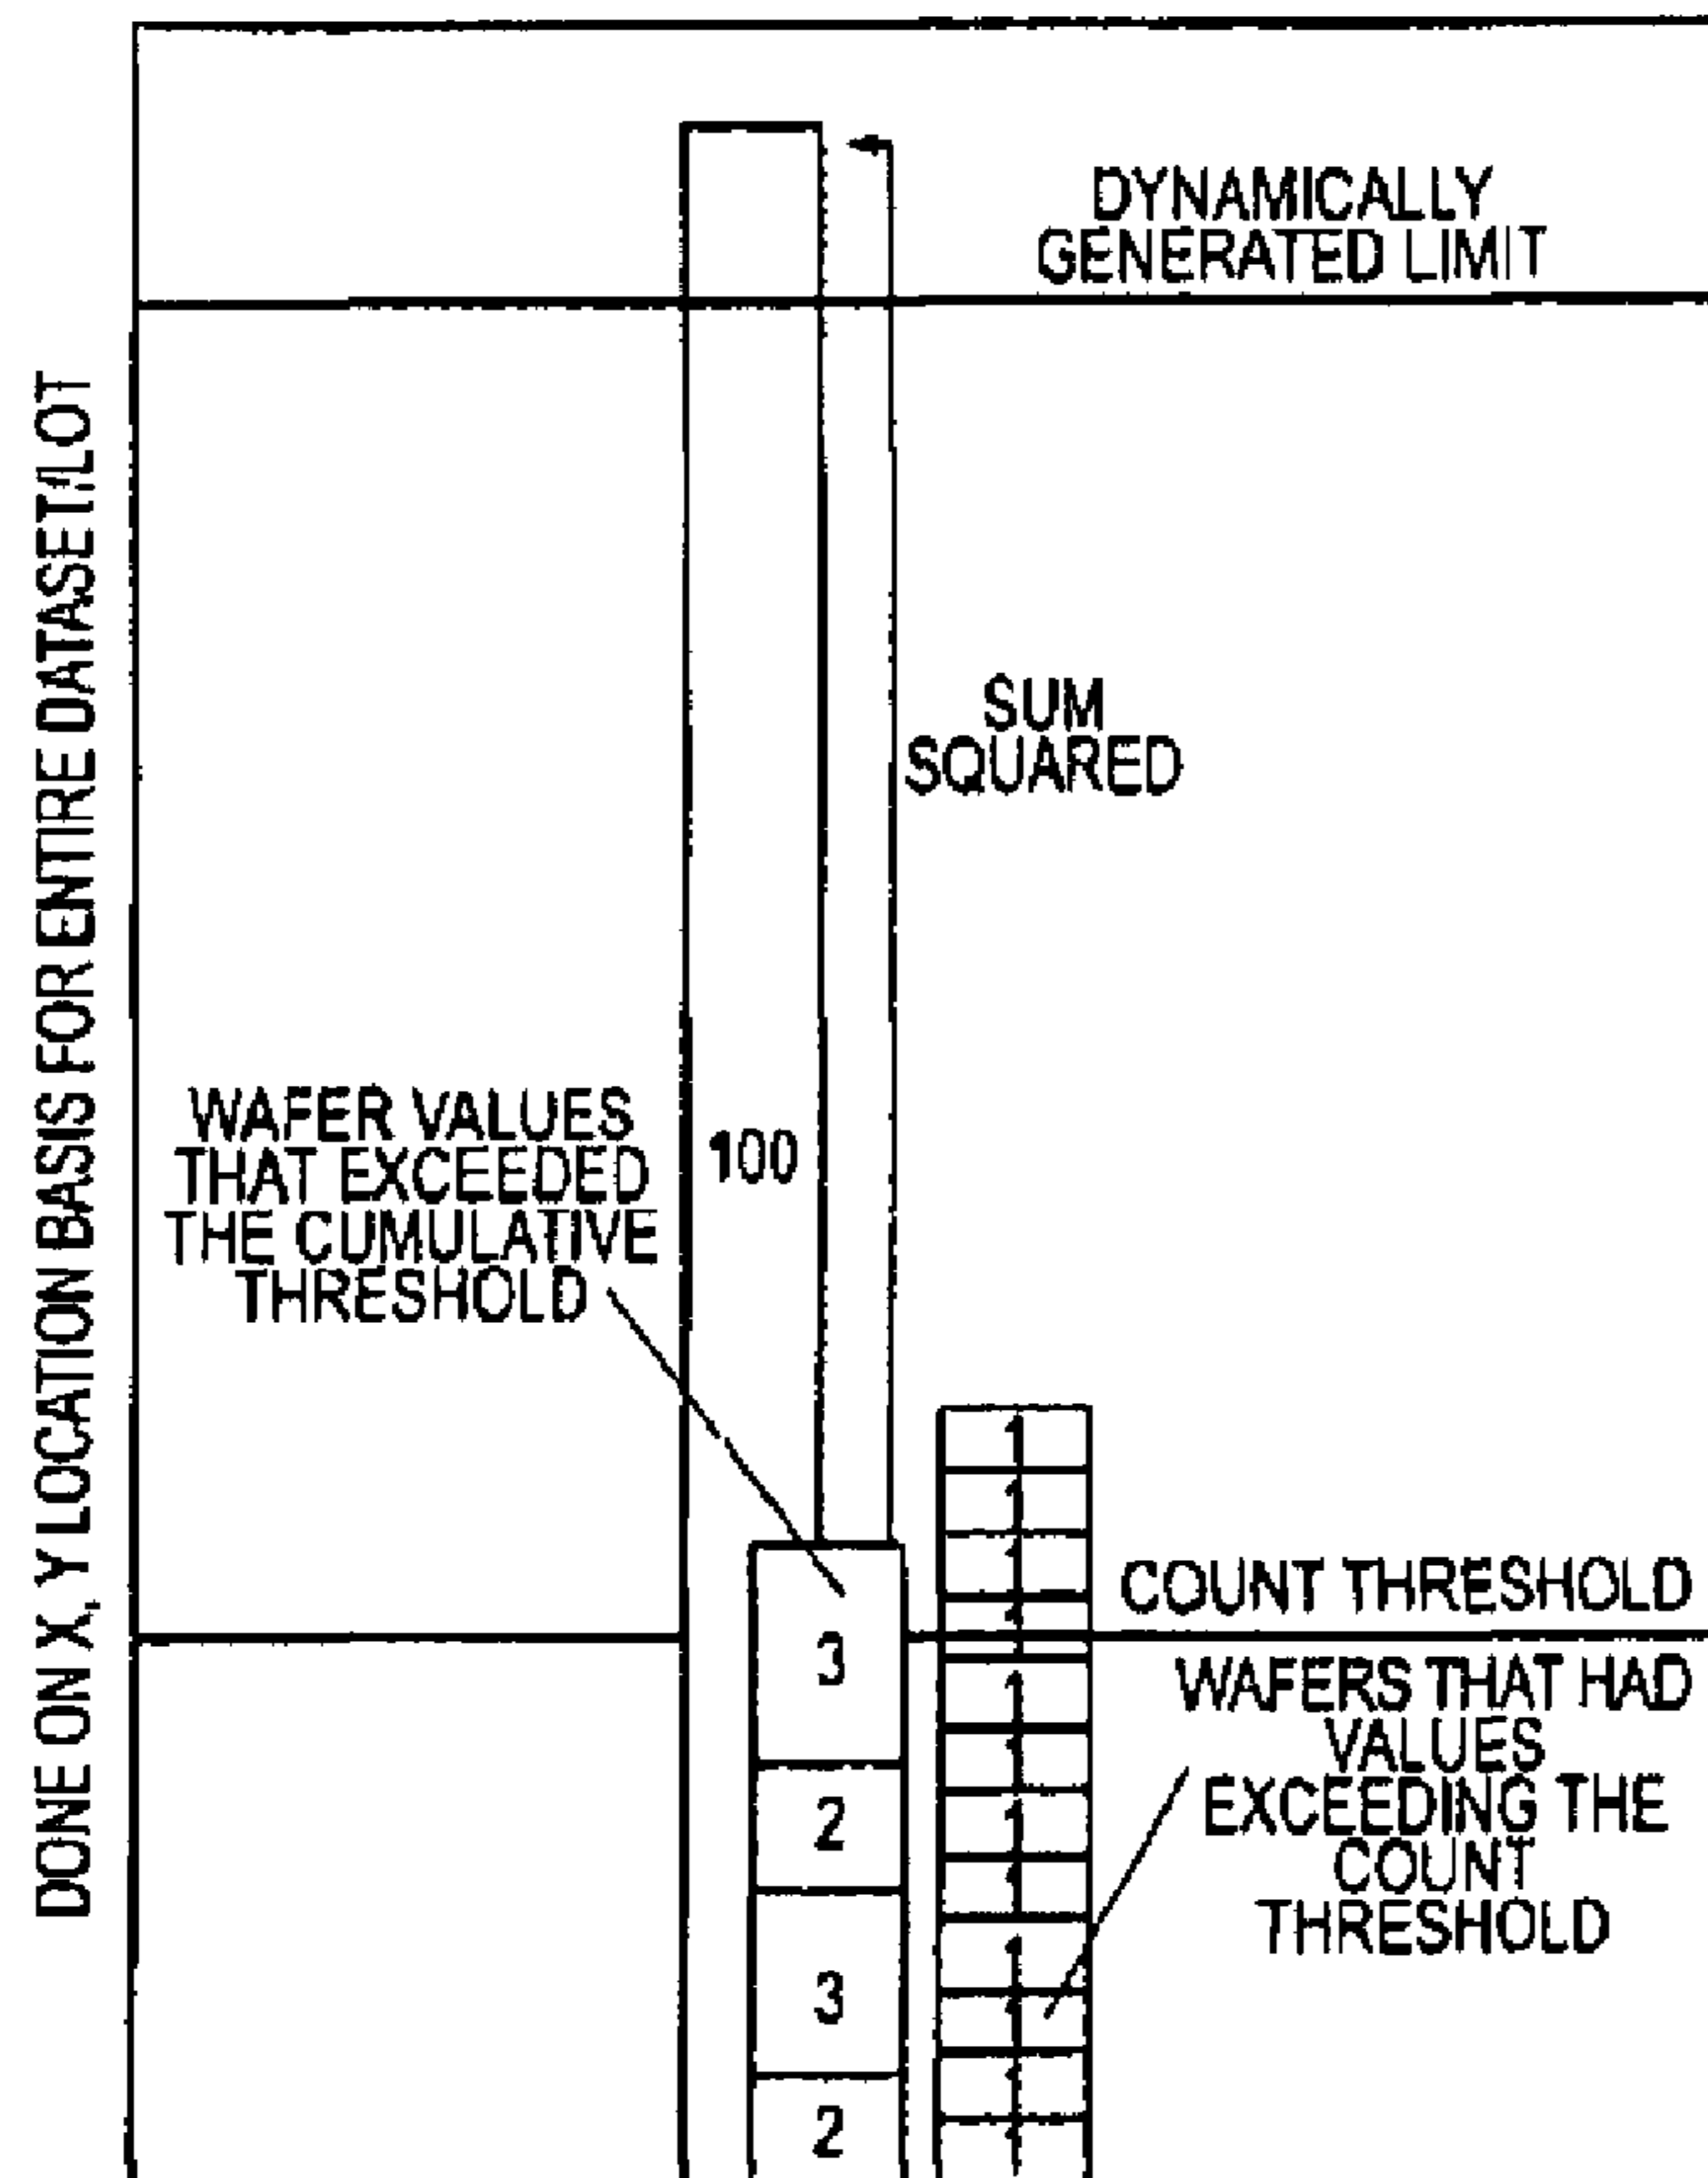 DYNAMICALLY
GENERATED LIMIT
DONE ON X, Y LOCATION BASIS FOR ENTIRE DATASET/LOT
SUM
SQUARED
WAFER VALUES
THAT EXCEEDED
THE CUMULATIVE
THRESHOLD
100
COUNT THRESHOLD
WAFERS THAT HAD
VALUES
EXCEEDING THE
COUNT
THRESHOLD
3
2
3
2
1
1
1
1
1
1
1
1
1
1
1
1